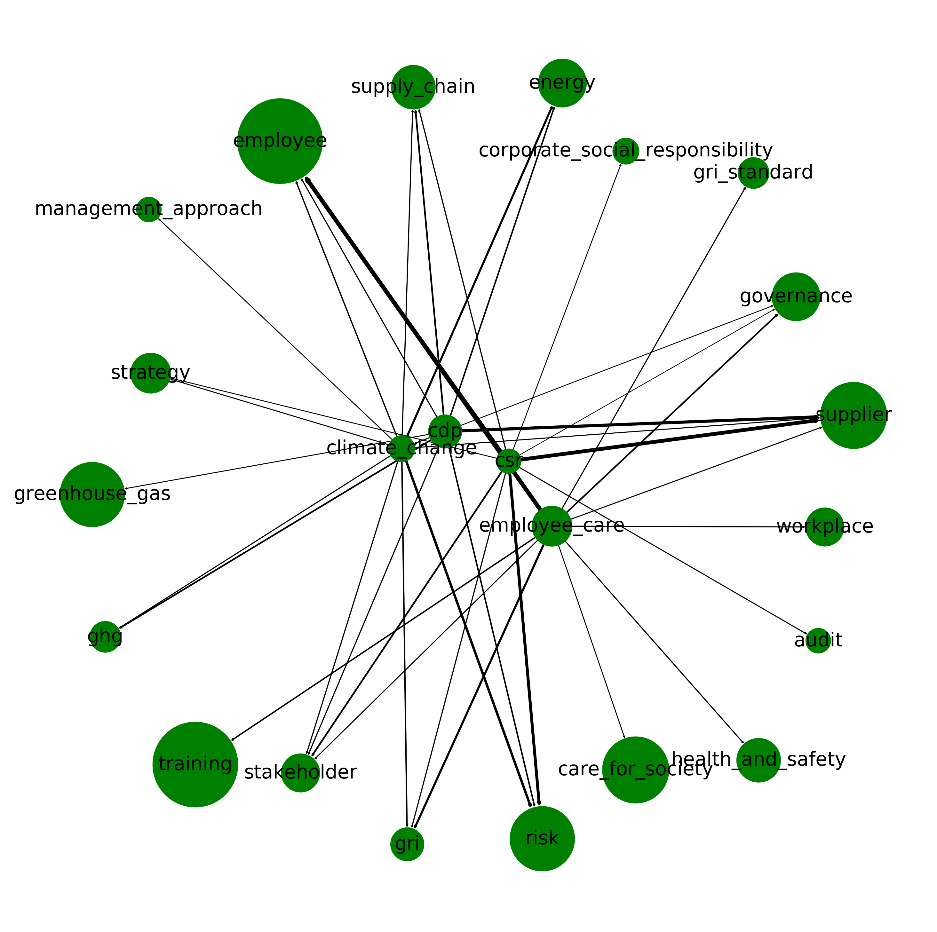 energy
supply_chain
employee
corporate_social_responsibility
gri_standard
management_approach
governance
strategy
supplier
cdp
climate_change
csr
greenhouse_gas
employee_care
workplace
ghg
audit
health_and_safety
training
care_for_society
stakeholder
risk
gri